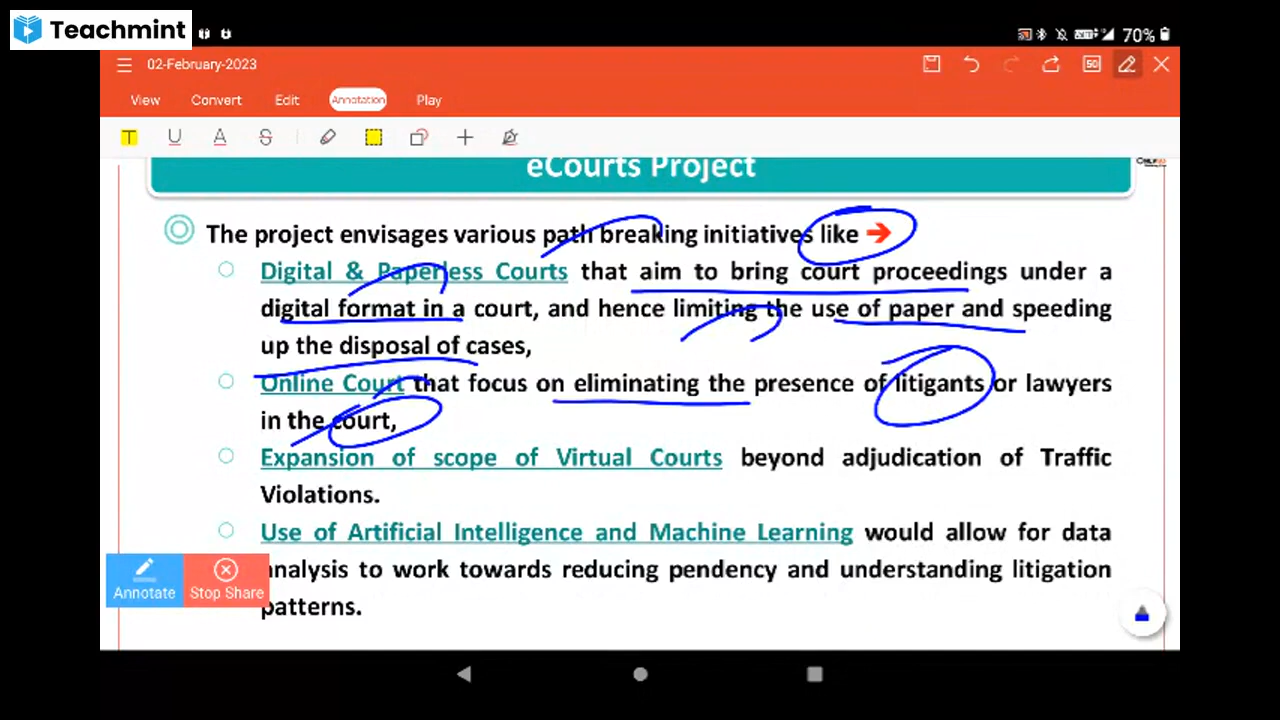 Teachmint
70%
02-February-2023
50
View Convert Edit Annotation Play
T U A S
eCourts Project
The project envisages various path breaking initiatives like ➔
Digital & Paperless Courts that aim to bring court proceedings under a
digital format in a court, and hence limiting the use of paper and speeding
up the disposal of cases,
Online Court that focus on eliminating the presence of litigants or lawyers
in the court,
Expansion of scope of Virtual Courts beyond adjudication of Traffic
Violations.
Use of Artificial Intelligence and Machine Learning would allow for data
analysis to work towards reducing pendency and understanding litigation
patterns.
Annotate Stop Share